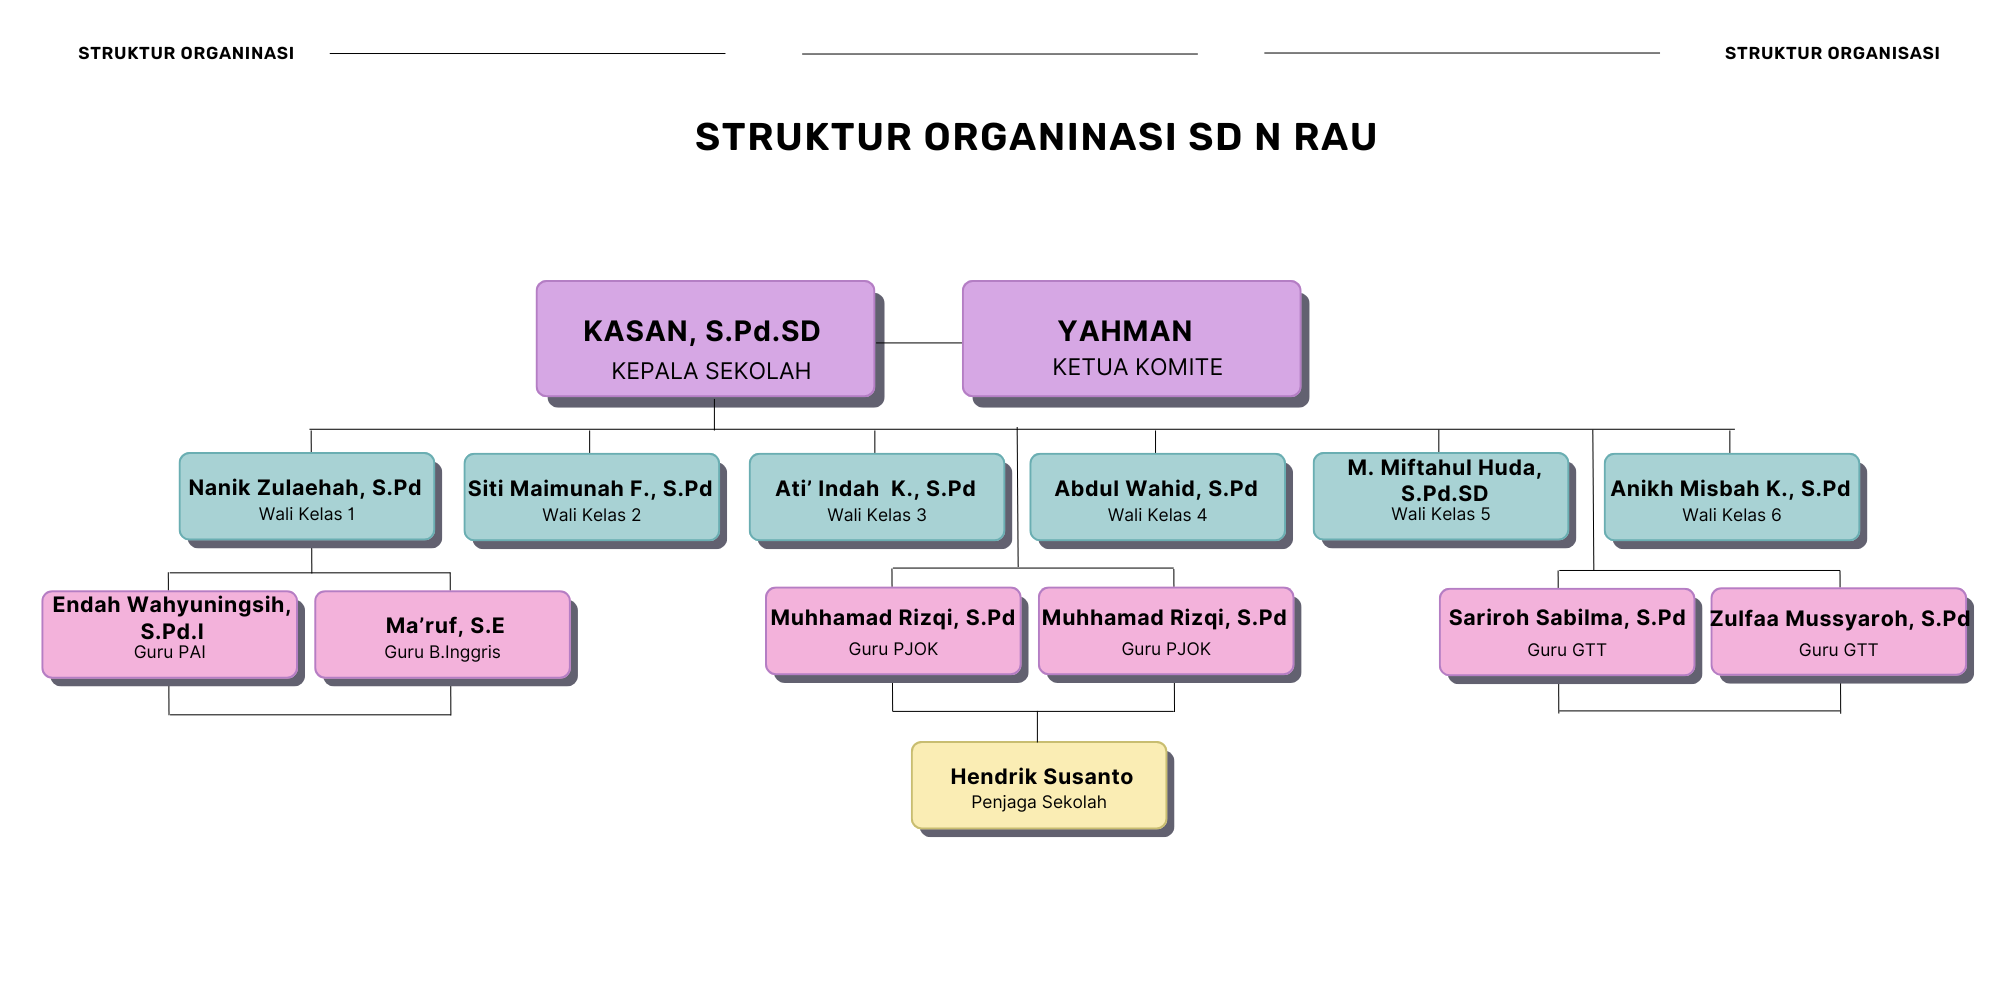 STRUKTUR ORGANINASI
STRUKTUR ORGANISASI
STRUKTUR ORGANINASI SD N RAU
KASAN, S.Pd.SD
KEPALA SEKOLAH
YAHMAN
KETUA KOMITE
Nanik Zulaehah, S.Pd
Wali Kelas 1
Siti Maimunah F., S.Pd
Wali Kelas 2
Ati’ Indah K., S.Pd
Wali Kelas 3
Abdul Wahid, S.Pd
Wali Kelas 4
M. Miftahul Huda,
S.Pd.SD
Wali Kelas 5
Anikh Misbah K., S.Pd
Wali Kelas 6
Endah Wahyuningsih,
S.Pd.I
Guru PAI
Ma’ruf, S.E
Guru B.Inggris
Muhhamad Rizqi, S.Pd
Guru PJOK
Muhhamad Rizqi, S.Pd
Guru PJOK
Sariroh Sabilma, S.Pd
Guru GTT
Zulfaa Mussyaroh, S.Pd
Guru GTT
Hendrik Susanto
Penjaga Sekolah